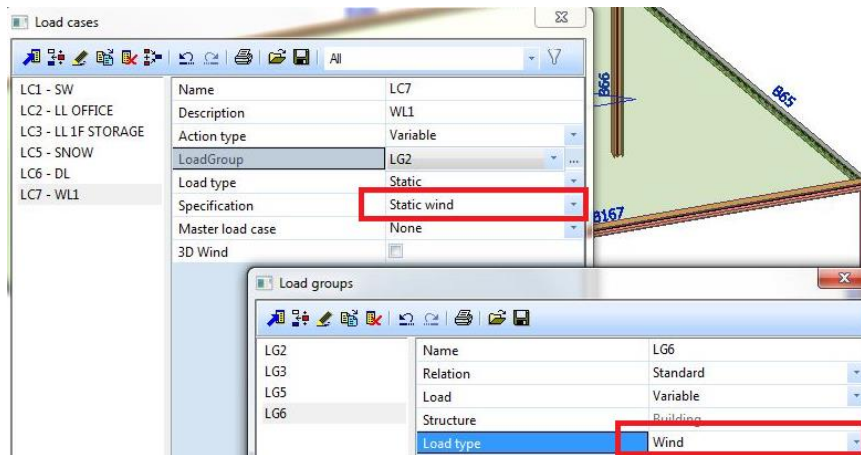 Load cases
All
LC1 - SW
LC2 - LL OFFICE
LC3 - LL 1F STORAGE
LC5 - SNOW
LC6 - DL
LC7 - WL1
Name LC7
Description WL1
Action type Variable
LoadGroup LG2 ...
Load type Static
Specification Static wind
Master load case None
3D Wind
B66
B65
B167
Load groups
LG2
LG3
LG5
LG6
Name LG6
Relation Standard
Load Variable
Structure Building
Load type Wind